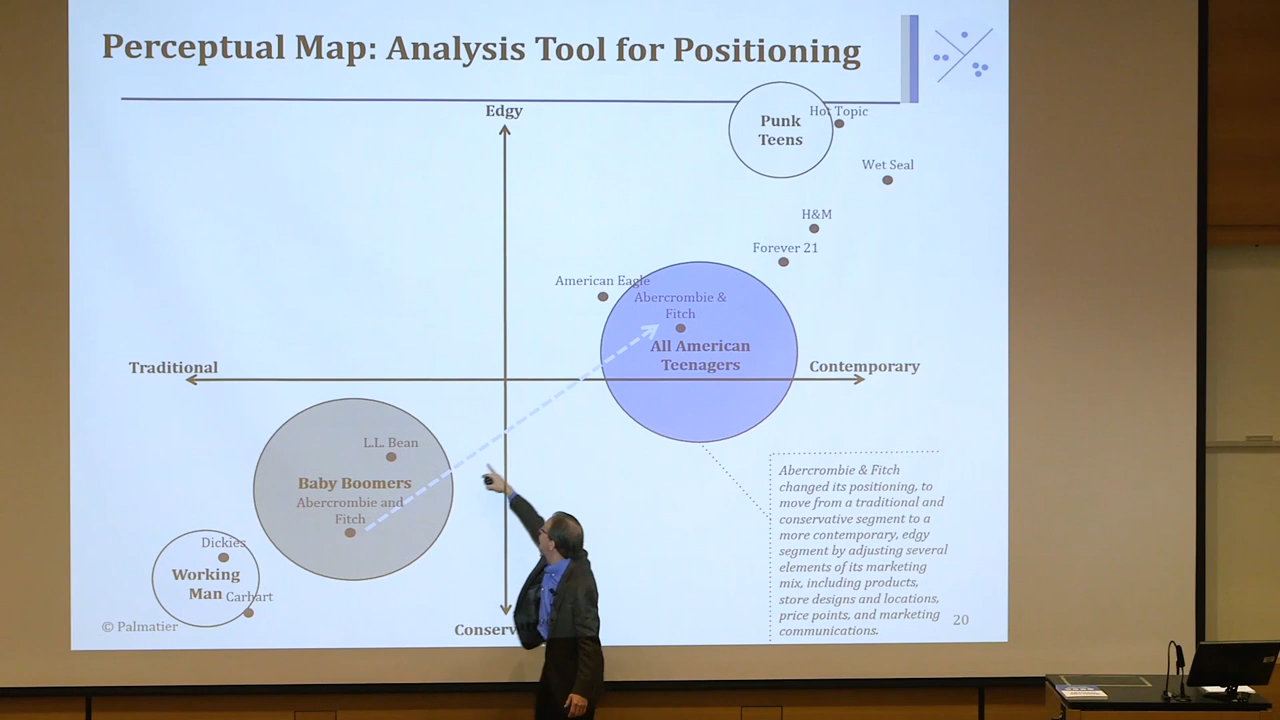 Perceptual Map: Analysis Tool for Positioning
Edgy
Hot Topic
Punk
Teens
Wet Seal
H&M
Forever 21
American Eagle
Abercrombie &
Fitch
All American
Teenagers
Traditional
Contemporary
L.L. Bean
Baby Boomers
Abercrombie and
Fitch
Dickies
Working
Man
Carhart
Abercrombie & Fitch
changed its positioning, to
move from a traditional and
conservative segment to a
more contemporary, edgy
segment by adjusting several
elements of its marketing
mix, including products,
store designs and locations,
price points, and marketing
communications.
© Palmatier
20